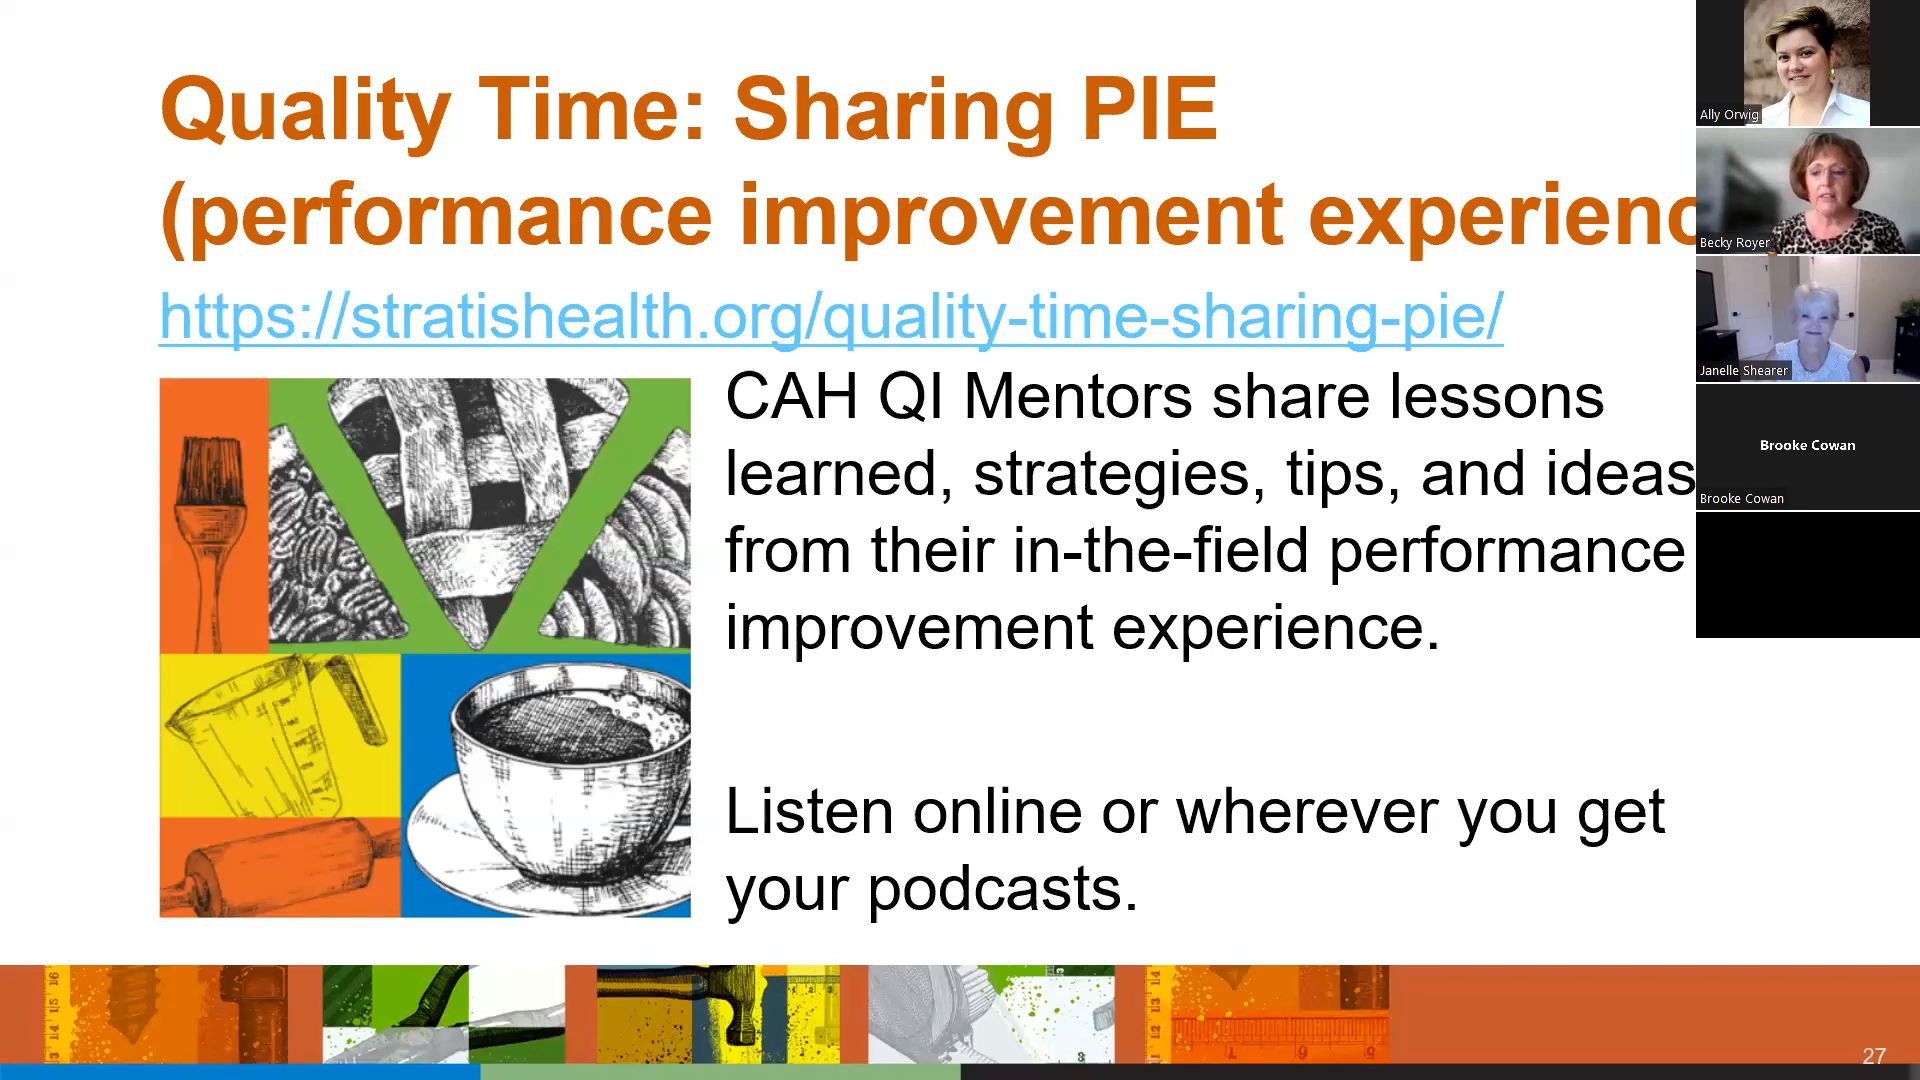 Quality Time: Sharing PIE
(performance improvement experienc
https://stratishealth.org/quality-time-sharing-pie/
CAH QI Mentors share lessons
learned, strategies, tips, and ideas
from their in-the-field performance
improvement experience.
Listen online or wherever you get
your podcasts.
27
Ally Orwig
Becky Royer
Janelle Shearer
Brooke Cowan
Brooke Cowan